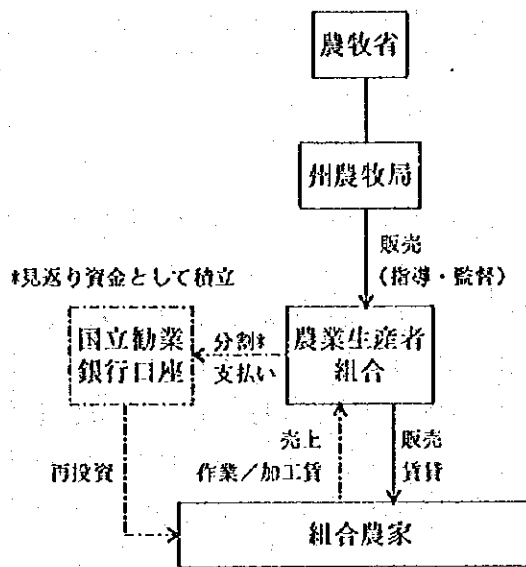 農牧省
州農牧局
販売
(指導・監督)
*見返り資金として積立
国立勧業
銀行口座
分割*
支払い
農業生産者
組合
売上
作業／加工賃
販売
賃貸
再投資
組合農家